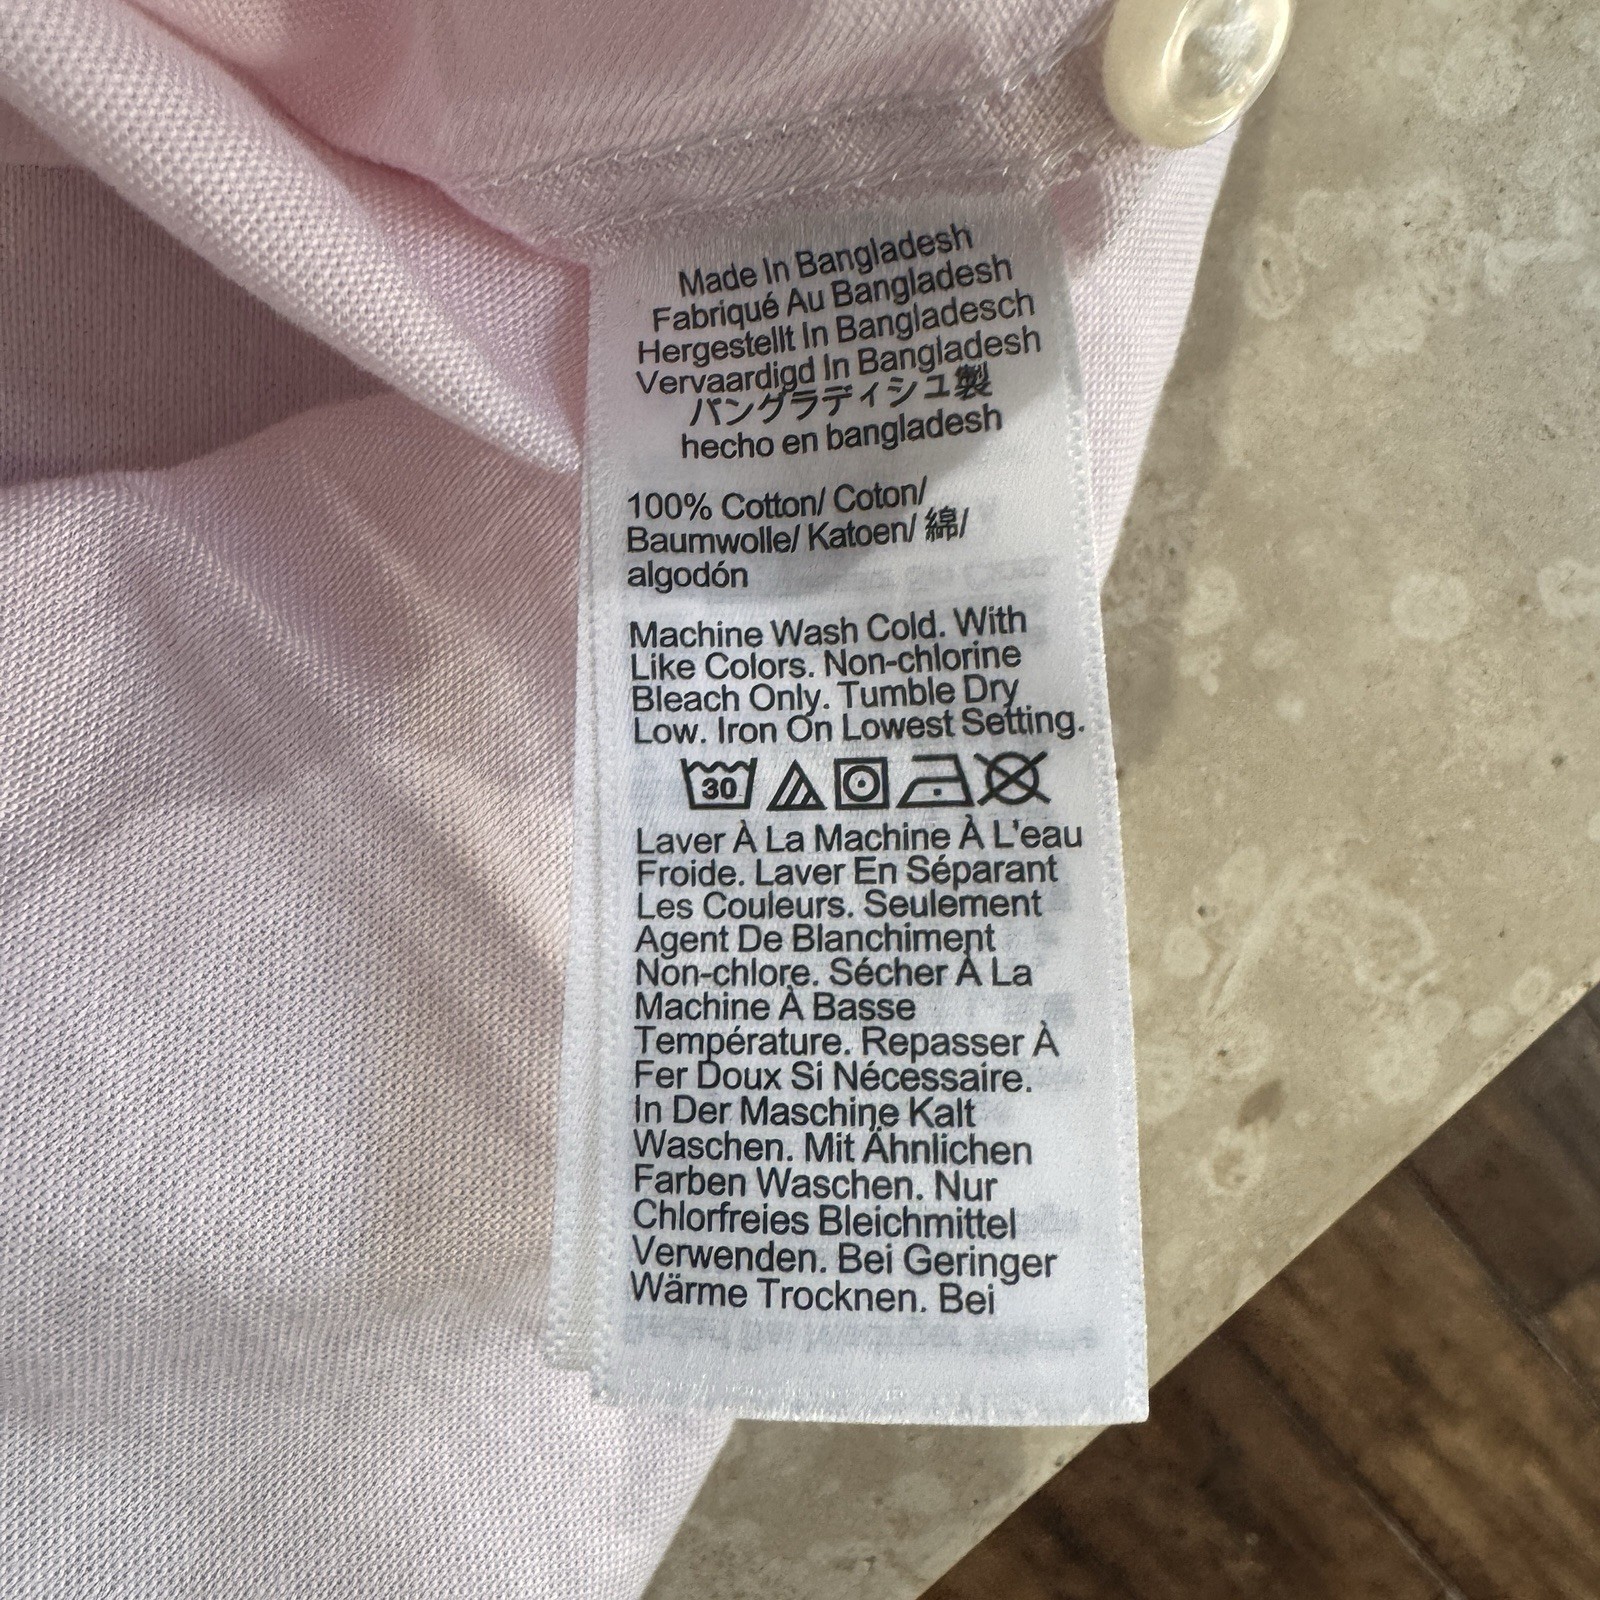 Made In Bangladesh
Fabriqué Au Bangladesh
Hergestellt In Bangladesch
Vervaardigd In Bangladesh
バングラディシュ製
hecho en bangladesh
100% Cotton/ Coton/
Baumwolle/ Katoen/ 綿/
algodón
Machine Wash Cold. With
Like Colors. Non-chlorine
Bleach Only. Tumble Dry
Low. Iron On Lowest Setting.
30
Laver À La Machine À L'eau
Froide. Laver En Séparant
Les Couleurs. Seulement
Agent De Blanchiment
Non-chlore. Sécher À La
Machine À Basse
Température. Repasser À
Fer Doux Si Nécessaire.
In Der Maschine Kalt
Waschen. Mit Ähnlichen
Farben Waschen. Nur
Chlorfreies Bleichmittel
Verwenden. Bei Geringer
Wärme Trocknen. Bei